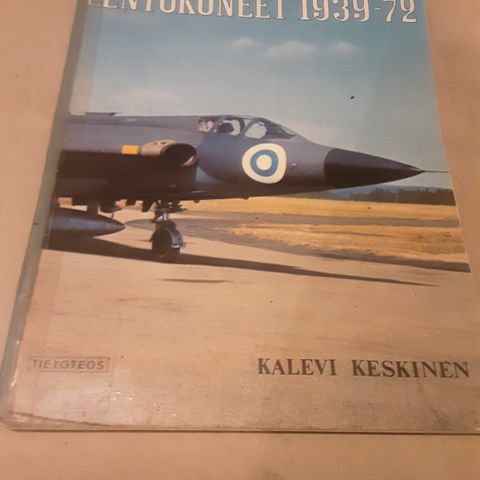 LENTOKONEET 1939-72
TIETOTEOS
KALEVI KESKINEN